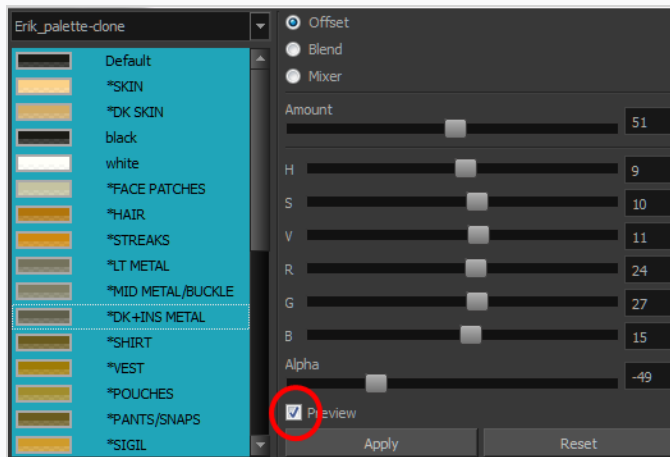 Erik_palette-clone
Default
*SKIN
*DK SKIN
black
white
*FACE PATCHES
*HAIR
*STREAKS
*LT METAL
*MID METAL/BUCKLE
*DK+INS METAL
*SHIRT
*VEST
*POUCHES
*PANTS/SNAPS
*SIGIL
Offset
Blend
Mixer
Amount
51
H 9
S 10
V 11
R 24
G 27
B 15
Alpha
-49
Preview
Apply Reset